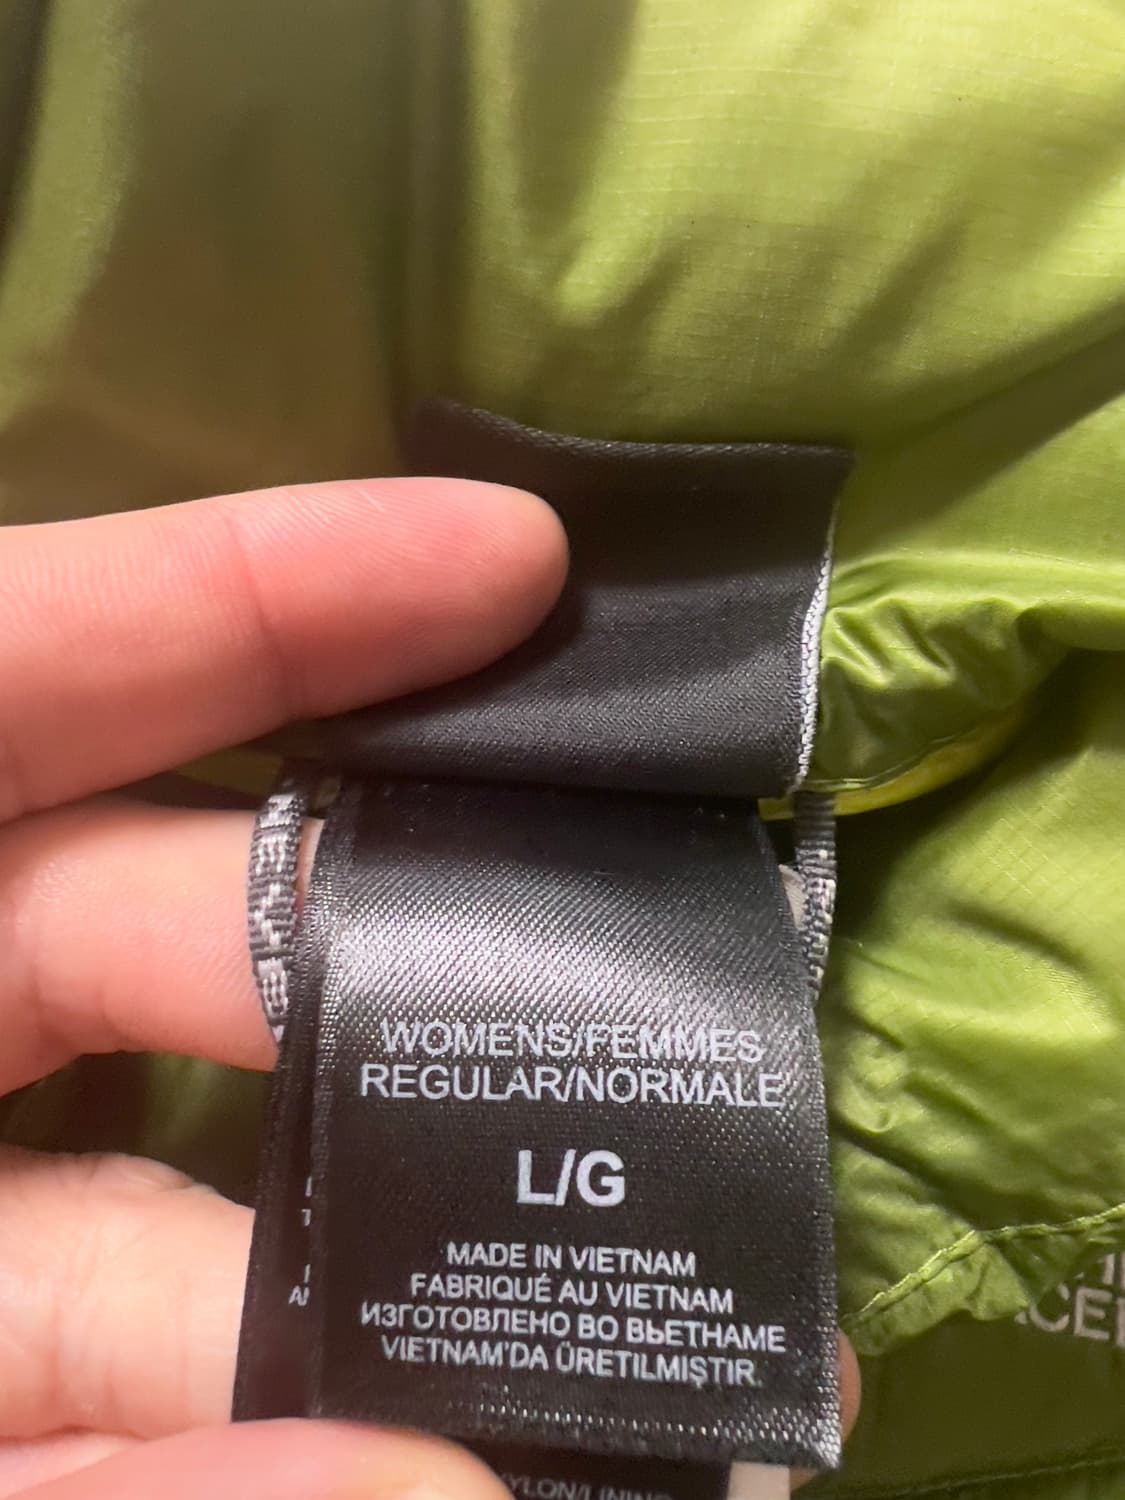 WOMENS/FEMMES
REGULAR/NORMALE
L/G
MADE IN VIETNAM
FABRIQUÉ AU VIETNAM
ИЗГОТОВЛЕНО ВО ВЬЕТНАМЕ
VIETNAM'DA ÜRETILMIŞTIR.